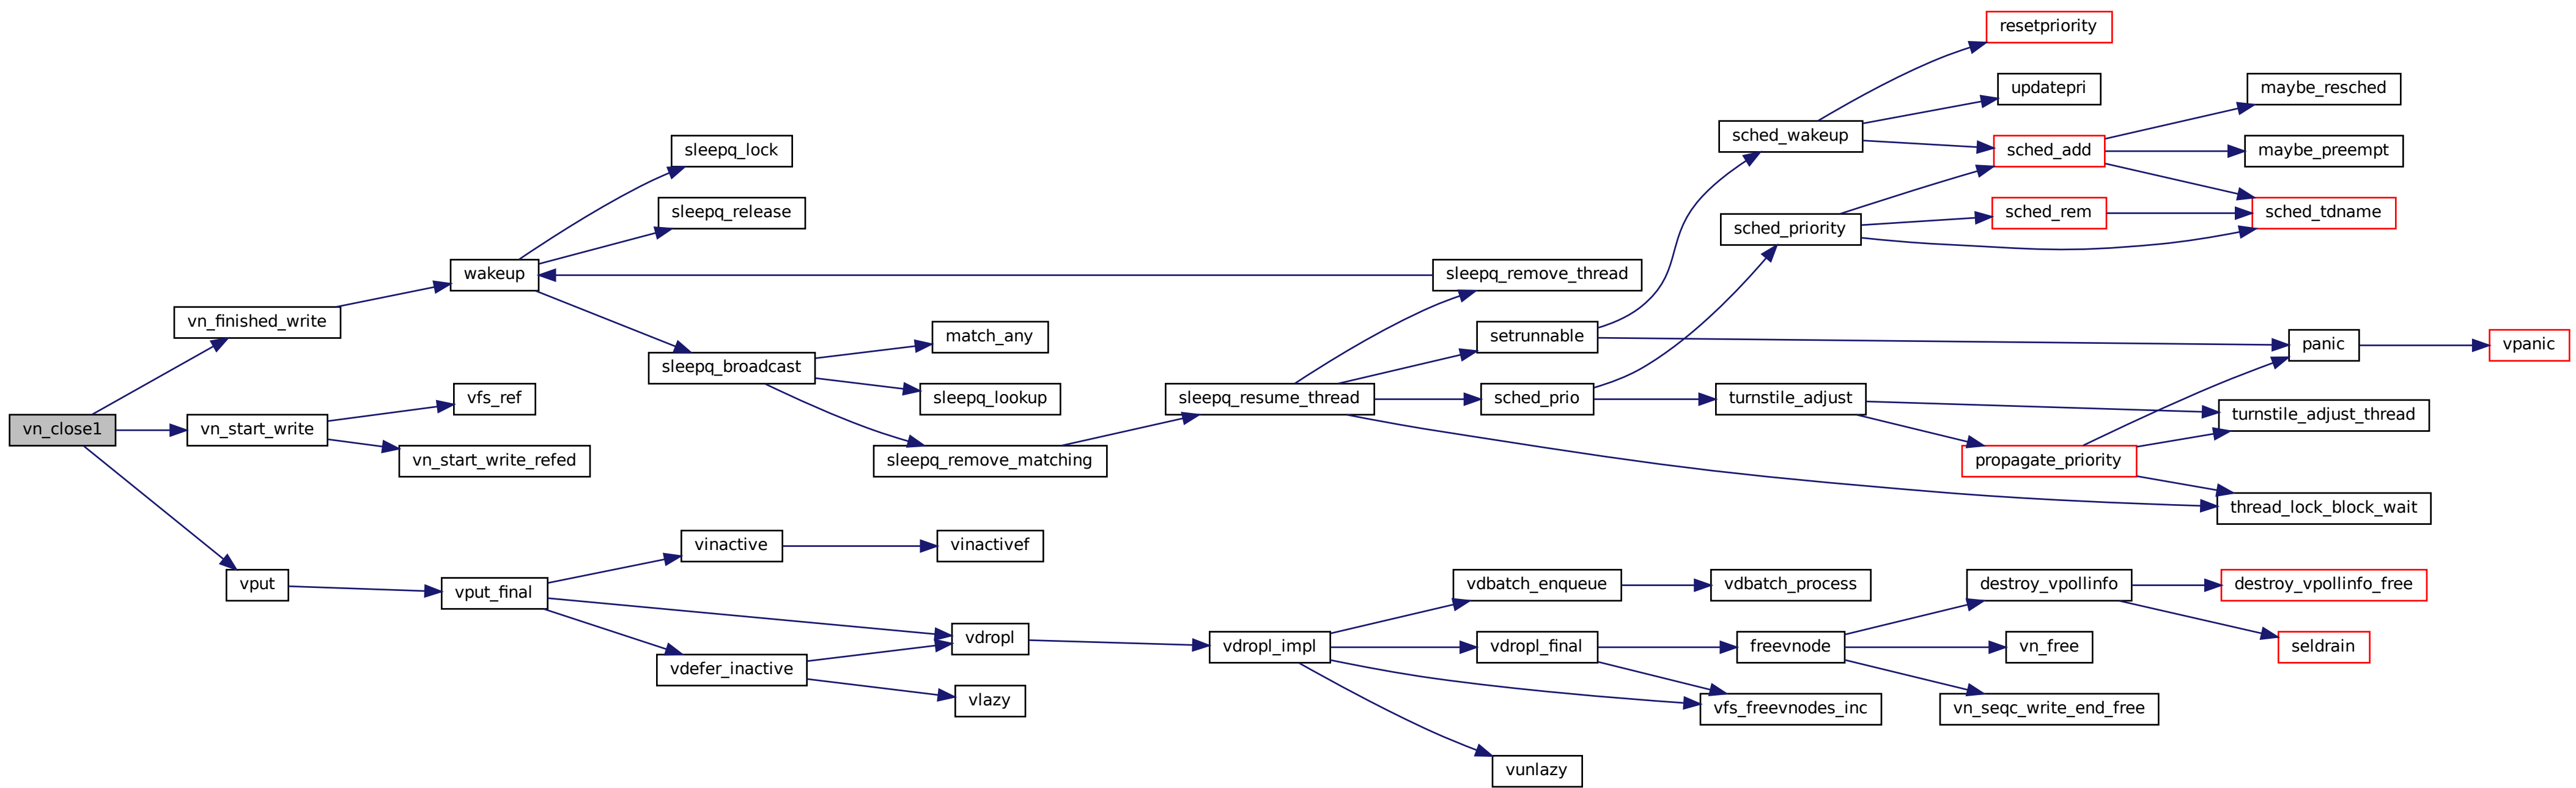 resetpriority
updatepri
maybe_resched
sched_wakeup
sleepq_lock
sched_add
maybe_preempt
sleepq_release
sched_rem
sched_tdname
sched_priority
wakeup
sleepq_remove_thread
vn_finished_write
match_any
setrunnable
panic
vpanic
sleepq_broadcast
vfs_ref
sleepq_lookup
sleepq_resume_thread
sched_prio
turnstile_adjust
turnstile_adjust_thread
vn_close1
vn_start_write
vn_start_write_refed
sleepq_remove_matching
propagate_priority
thread_lock_block_wait
vinactive
vinactivef
vput
vput_final
vdbatch_enqueue
vdbatch_process
destroy_vpollinfo
destroy_vpollinfo_free
vdropl
vdropl_impl
vdropl_final
freevnode
vn_free
seldrain
vdefer_inactive
vlazy
vfs_freevnodes_inc
vn_seqc_write_end_free
vunlazy